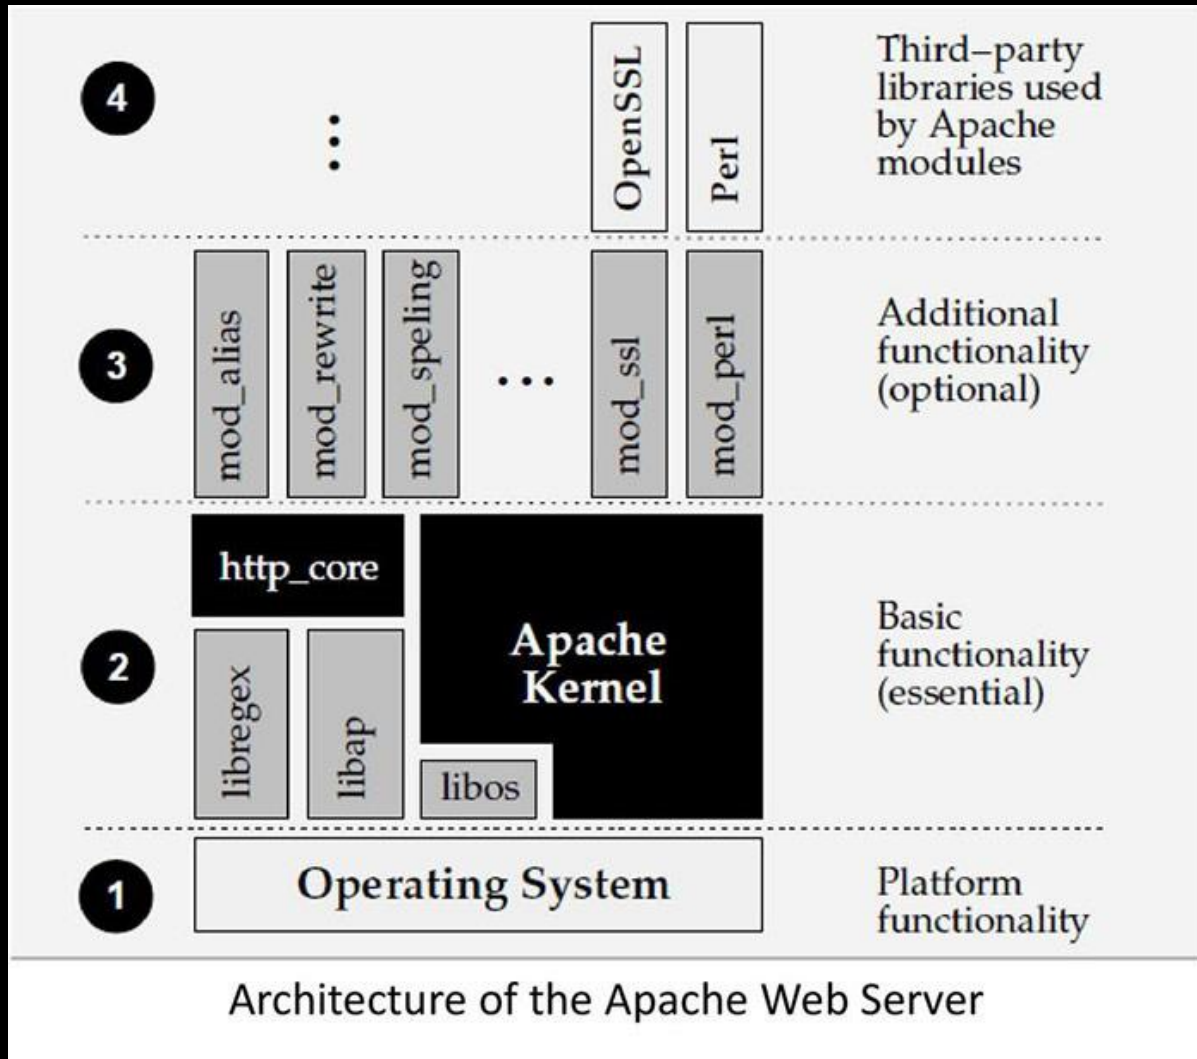 4
...
OpenSSL
Perl
Third–party
libraries used
by Apache
modules
3
mod_alias
mod_rewrite
mod_speling
...
mod_ssl
mod_perl
Additional
functionality
(optional)
2
http_core
libregex
libap
libos
Apache
Kernel
Basic
functionality
(essential)
1
Operating System
Platform
functionality
Architecture of the Apache Web Server